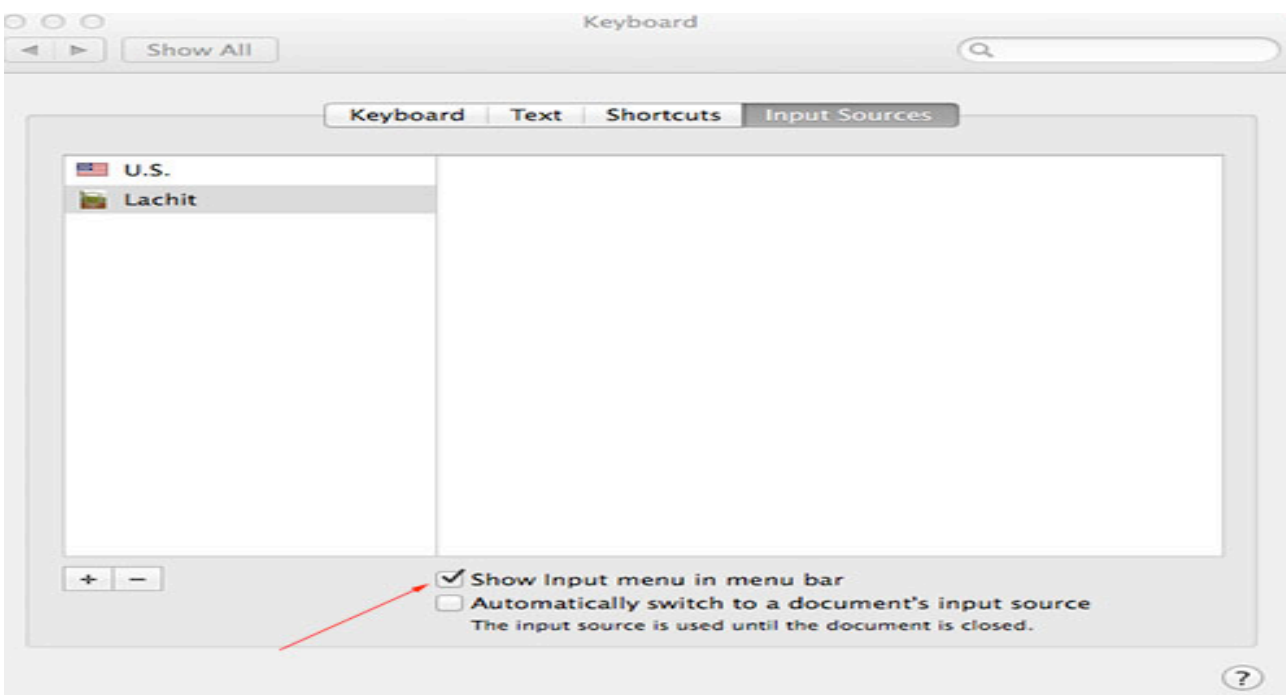 Keyboard
Show All
Keyboard Text Shortcuts Input Sources
U.S.
Lachit
+ −
Show Input menu in menu bar
Automatically switch to a document's input source
The input source is used until the document is closed.
?